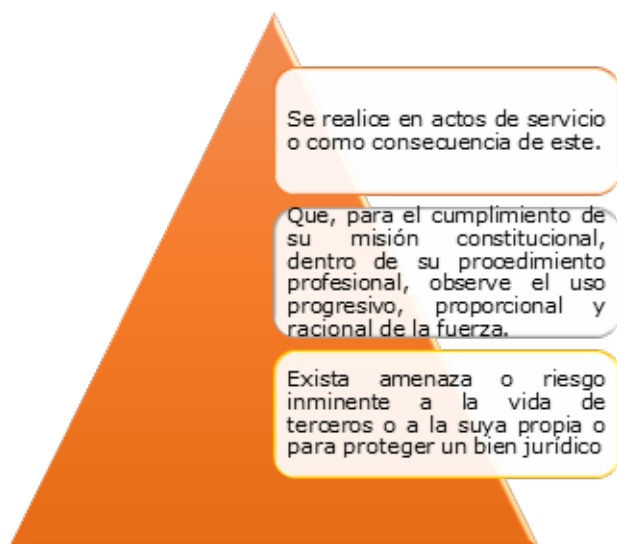 Se realice en actos de servicio
o como consecuencia de este.
Que, para el cumplimiento de
su misión constitucional,
dentro de su procedimiento
profesional, observe el uso
progresivo, proporcional y
racional de la fuerza.
Exista amenaza o riesgo
inminente a la vida de
terceros o a la suya propia o
para proteger un bien jurídico